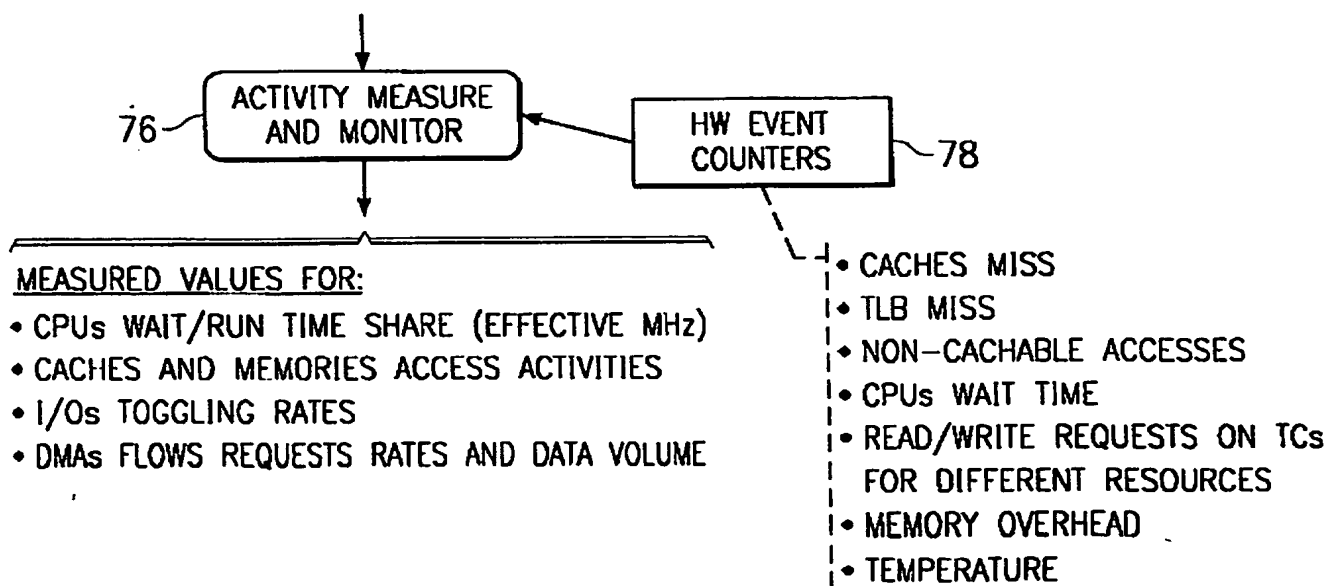 ACTIVITY MEASURE
AND MONITOR
76
HW EVENT
COUNTERS
78
MEASURED VALUES FOR:
• CPUs WAIT/RUN TIME SHARE (EFFECTIVE MHz)
• CACHES AND MEMORIES ACCESS ACTIVITIES
• I/Os TOGGLING RATES
• DMAs FLOWS REQUESTS RATES AND DATA VOLUME
• CACHES MISS
• TLB MISS
• NON-CACHABLE ACCESSES
• CPUs WAIT TIME
• READ/WRITE REQUESTS ON TCs
FOR DIFFERENT RESOURCES
• MEMORY OVERHEAD
• TEMPERATURE